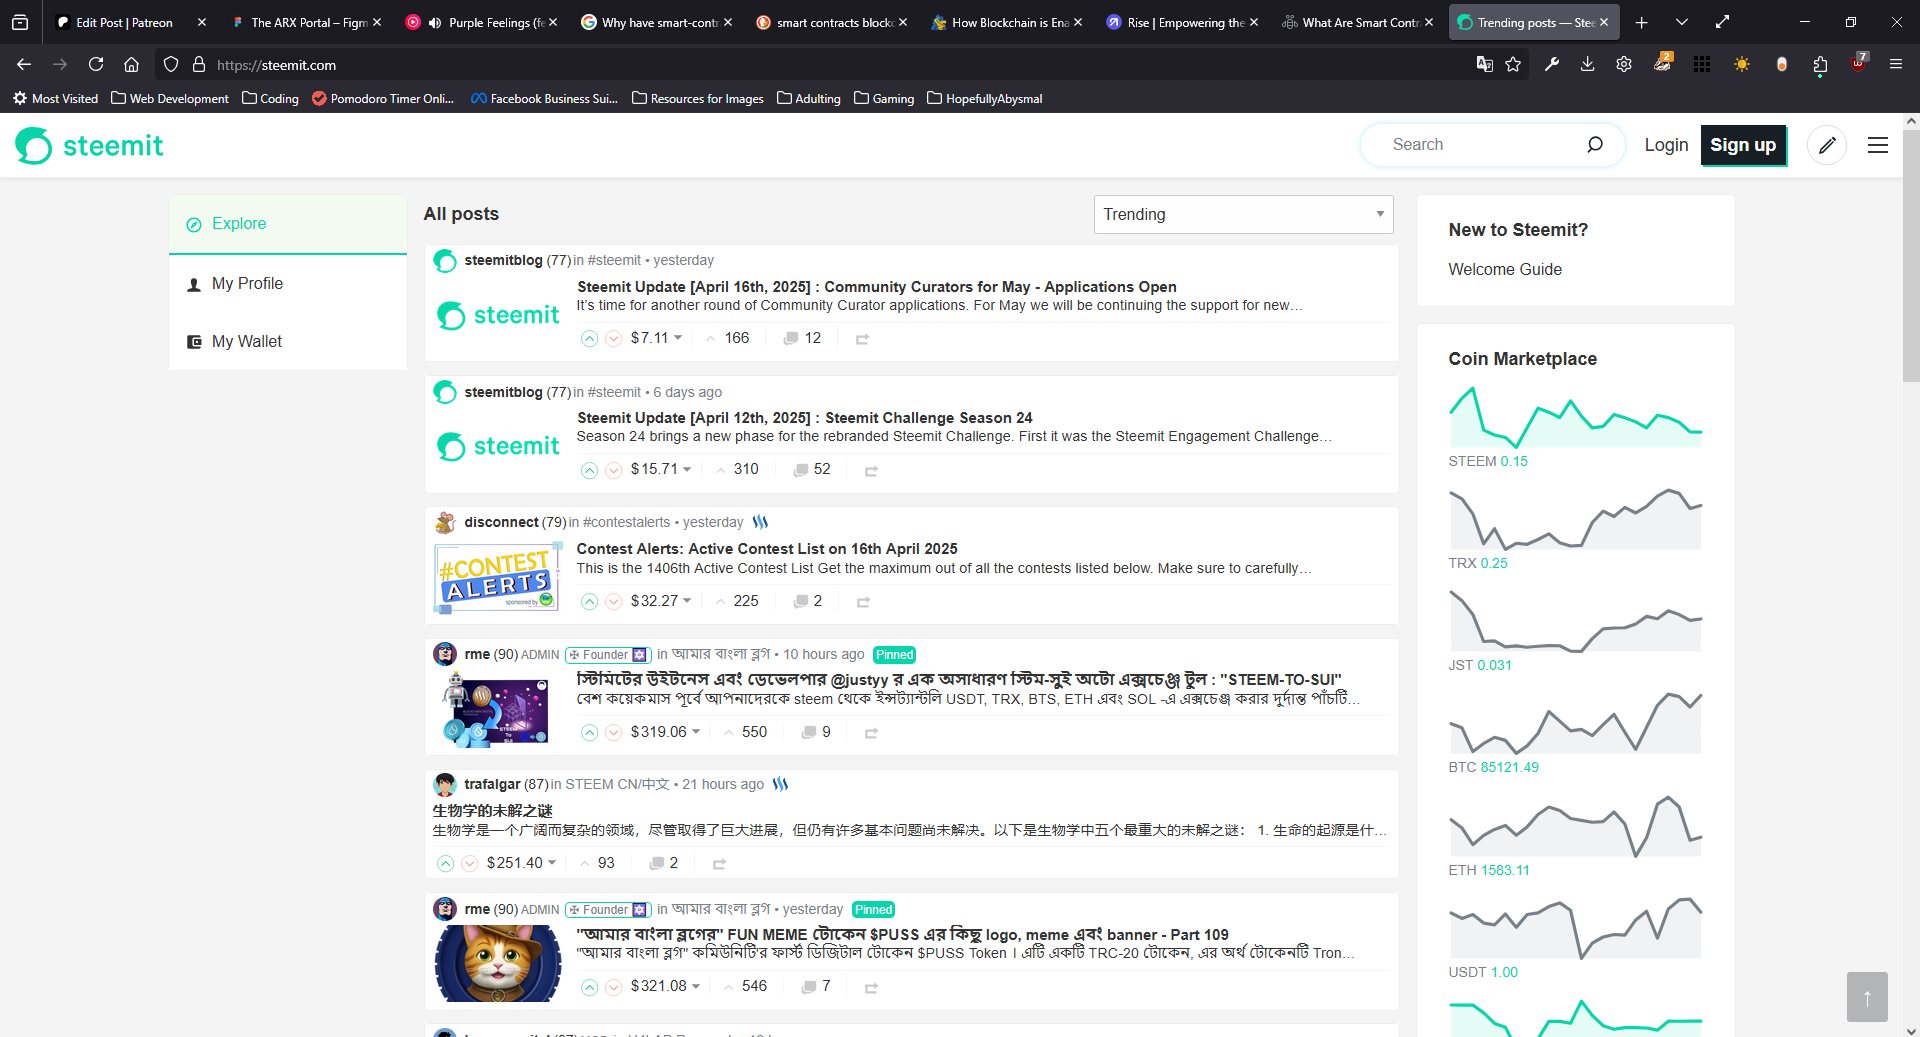 Edit Post | Patreon
The ARX Portal – Figm
Purple Feelings (fe
Why have smart-contr
smart contracts blockc
How Blockchain is Ena
Rise | Empowering the
What Are Smart Contr
Trending posts — Stee
https://steemit.com
2
7
Most Visited
Web Development
Coding
Pomodoro Timer Onli...
Facebook Business Sui...
Resources for Images
Adulting
Gaming
HopefullyAbysmal
steemit
Search
Login
Sign up
Explore
My Profile
My Wallet
All posts
Trending
steemitblog (77) in #steemit • yesterday
steemit
Steemit Update [April 16th, 2025] : Community Curators for May - Applications Open
It's time for another round of Community Curator applications. For May we will be continuing the support for new…
$7.11 166 12
steemitblog (77) in #steemit • 6 days ago
steemit
Steemit Update [April 12th, 2025] : Steemit Challenge Season 24
Season 24 brings a new phase for the rebranded Steemit Challenge. First it was the Steemit Engagement Challenge…
$15.71 310 52
disconnect (79) in #contestalerts • yesterday
#CONTEST
ALERTS
sponsored by
Contest Alerts: Active Contest List on 16th April 2025
This is the 1406th Active Contest List Get the maximum out of all the contests listed below. Make sure to carefully…
$32.27 225 2
rme (90) ADMIN Founder in আমার বাংলা ব্লগ • 10 hours ago Pinned
STEEM
To
SUI
স্টিমিটের উইটনেস এবং ডেভেলপার @justyy র এক অসাধারণ স্টিম-সুই অটো এক্সচেঞ্জ টুল : "STEEM-TO-SUI"
বেশ কয়েকমাস পূর্বে আপনাদেরকে steem থেকে ইন্সট্যান্টলি USDT, TRX, BTS, ETH এবং SOL -এ এক্সচেঞ্জ করার দুর্দান্ত পাঁচটি…
$319.06 550 9
trafalgar (87) in STEEM CN/中文 • 21 hours ago
生物学的未解之谜
生物学是一个广阔而复杂的领域，尽管取得了巨大进展，但仍有许多基本问题尚未解决。以下是生物学中五个最重大的未解之谜： 1. 生命的起源是什…
$251.40 93 2
rme (90) ADMIN Founder in আমার বাংলা ব্লগ • yesterday Pinned
"আমার বাংলা ব্লগের" FUN MEME টোকেন $PUSS এর কিছু logo, meme এবং banner - Part 109
"আমার বাংলা ব্লগ" কমিউনিটি'র ফার্স্ট ডিজিটাল টোকেন $PUSS Token । এটি একটি TRC-20 টোকেন, এর অর্থ টোকেনটি Tron…
$321.08 546 7
New to Steemit?
Welcome Guide
Coin Marketplace
STEEM 0.15
TRX 0.25
JST 0.031
BTC 85121.49
ETH 1583.11
USDT 1.00